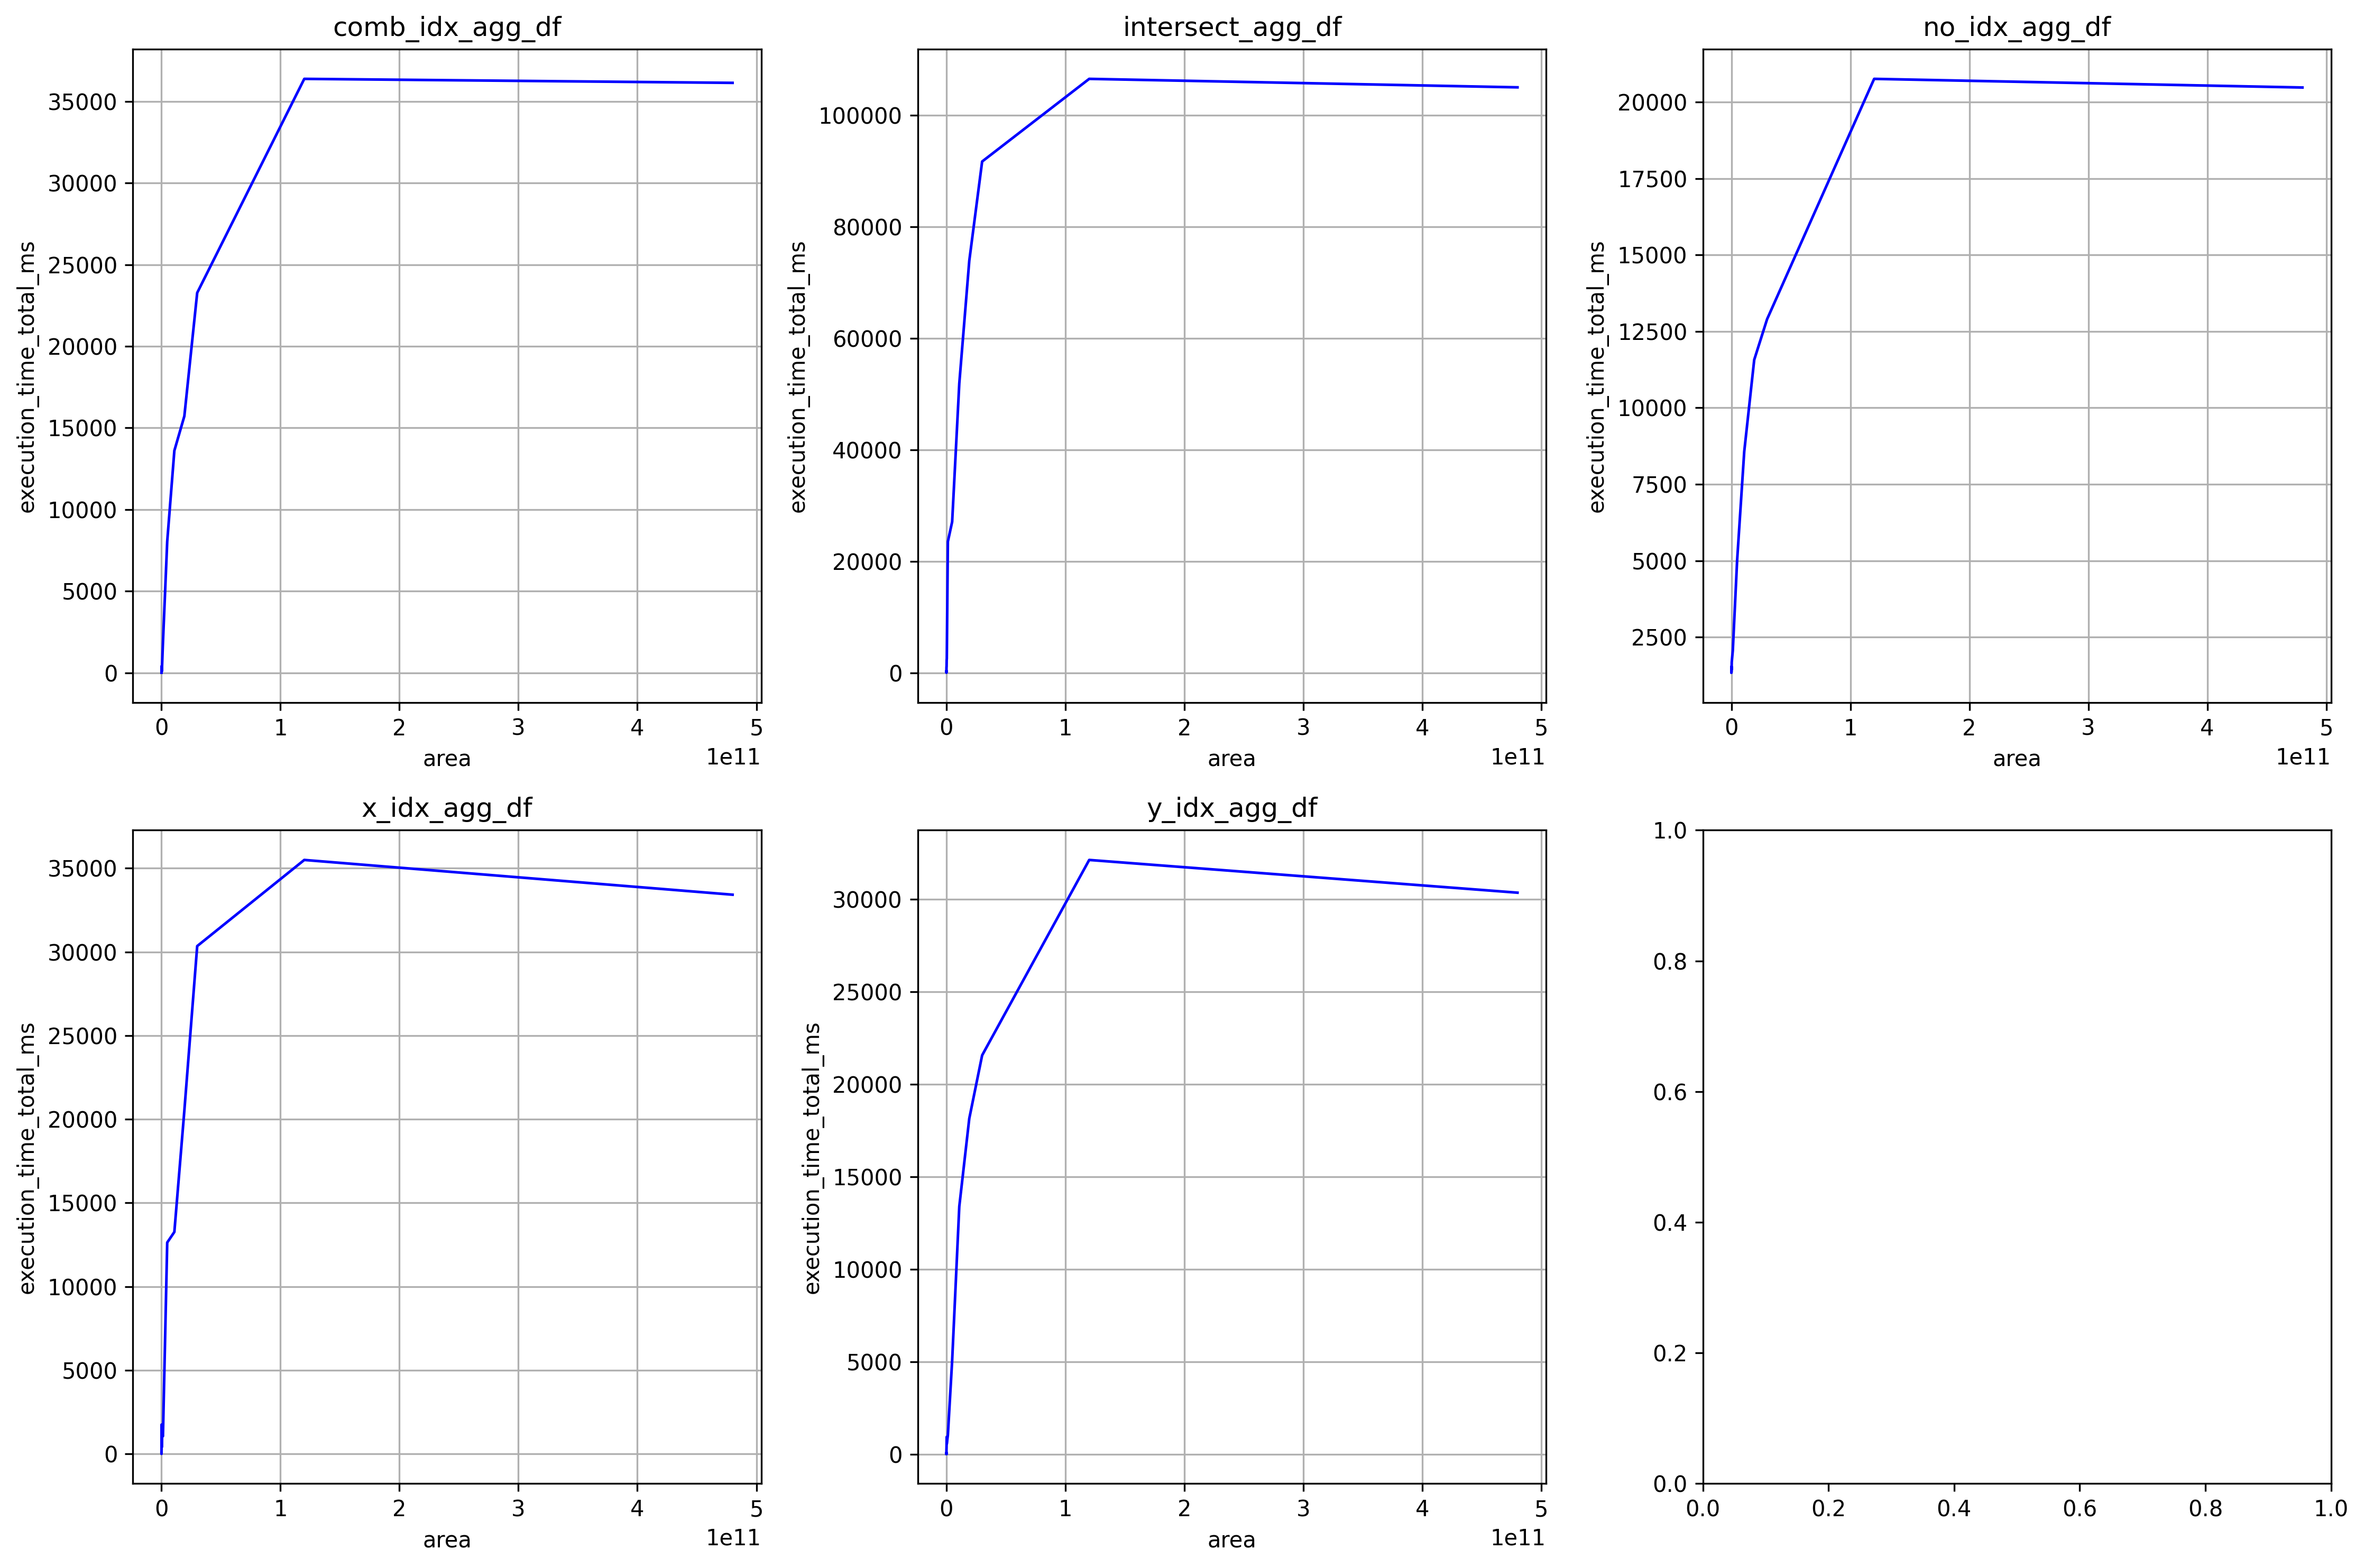 comb_idx_agg_df
execution_time_total_ms
35000
30000
25000
20000
15000
10000
5000
0
0 1 2 3 4 5
1e11
area
intersect_agg_df
execution_time_total_ms
100000
80000
60000
40000
20000
0
0 1 2 3 4 5
1e11
area
no_idx_agg_df
execution_time_total_ms
20000
17500
15000
12500
10000
7500
5000
2500
0 1 2 3 4 5
1e11
area
x_idx_agg_df
execution_time_total_ms
35000
30000
25000
20000
15000
10000
5000
0
0 1 2 3 4 5
1e11
area
y_idx_agg_df
execution_time_total_ms
30000
25000
20000
15000
10000
5000
0
0 1 2 3 4 5
1e11
area
1.0
0.8
0.6
0.4
0.2
0.0
0.0 0.2 0.4 0.6 0.8 1.0